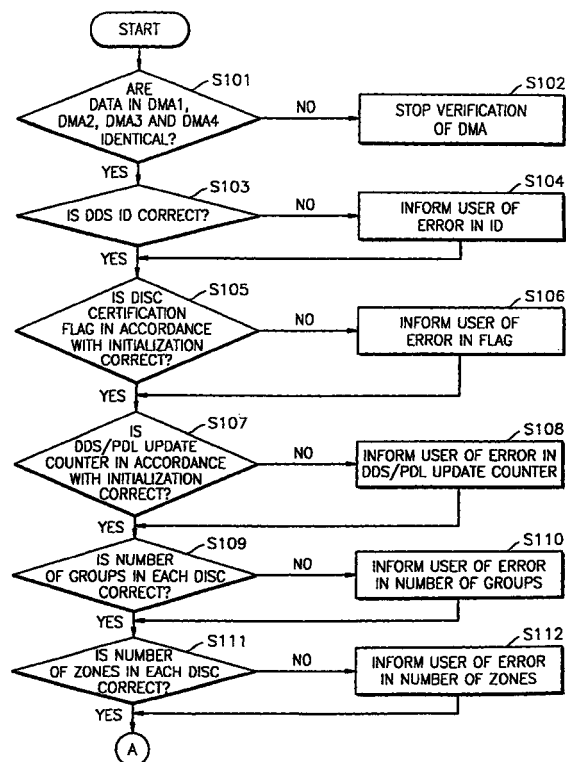 START
S101
ARE
DATA IN DMA1,
DMA2, DMA3 AND DMA4
IDENTICAL?
NO
S102
STOP VERIFICATION
OF DMA
YES
S103
IS DDS ID CORRECT?
NO
S104
INFORM USER OF
ERROR IN ID
YES
S105
IS DISC
CERTIFICATION
FLAG IN ACCORDANCE
WITH INITIALIZATION
CORRECT?
NO
S106
INFORM USER OF
ERROR IN FLAG
YES
S107
IS
DDS/PDL UPDATE
COUNTER IN ACCORDANCE
WITH INITIALIZATION
CORRECT?
NO
S108
INFORM USER OF ERROR IN
DDS/PDL UPDATE COUNTER
YES
S109
IS NUMBER
OF GROUPS IN EACH DISC
CORRECT?
NO
S110
INFORM USER OF ERROR
IN NUMBER OF GROUPS
YES
S111
IS NUMBER
OF ZONES IN EACH DISC
CORRECT?
NO
S112
INFORM USER OF ERROR
IN NUMBER OF ZONES
YES
A